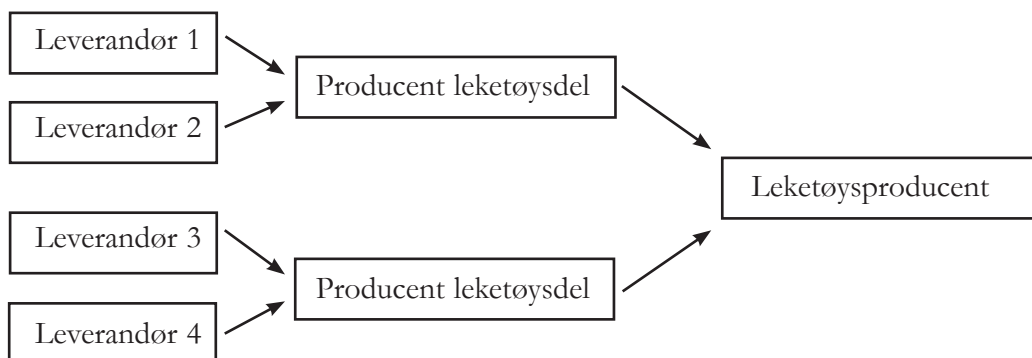 Leverandør 1
Producent leketøysdel
Leverandør 2
Leketøysproducent
Leverandør 3
Producent leketøysdel
Leverandør 4